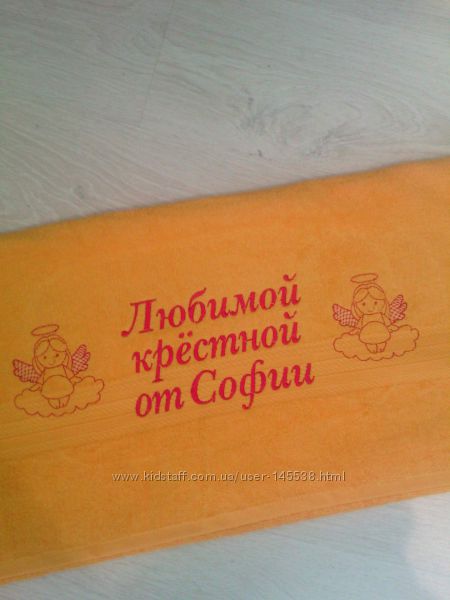 Любимой
крёстной
от Софии
www.kidstaff.com.ua/user-145538.html